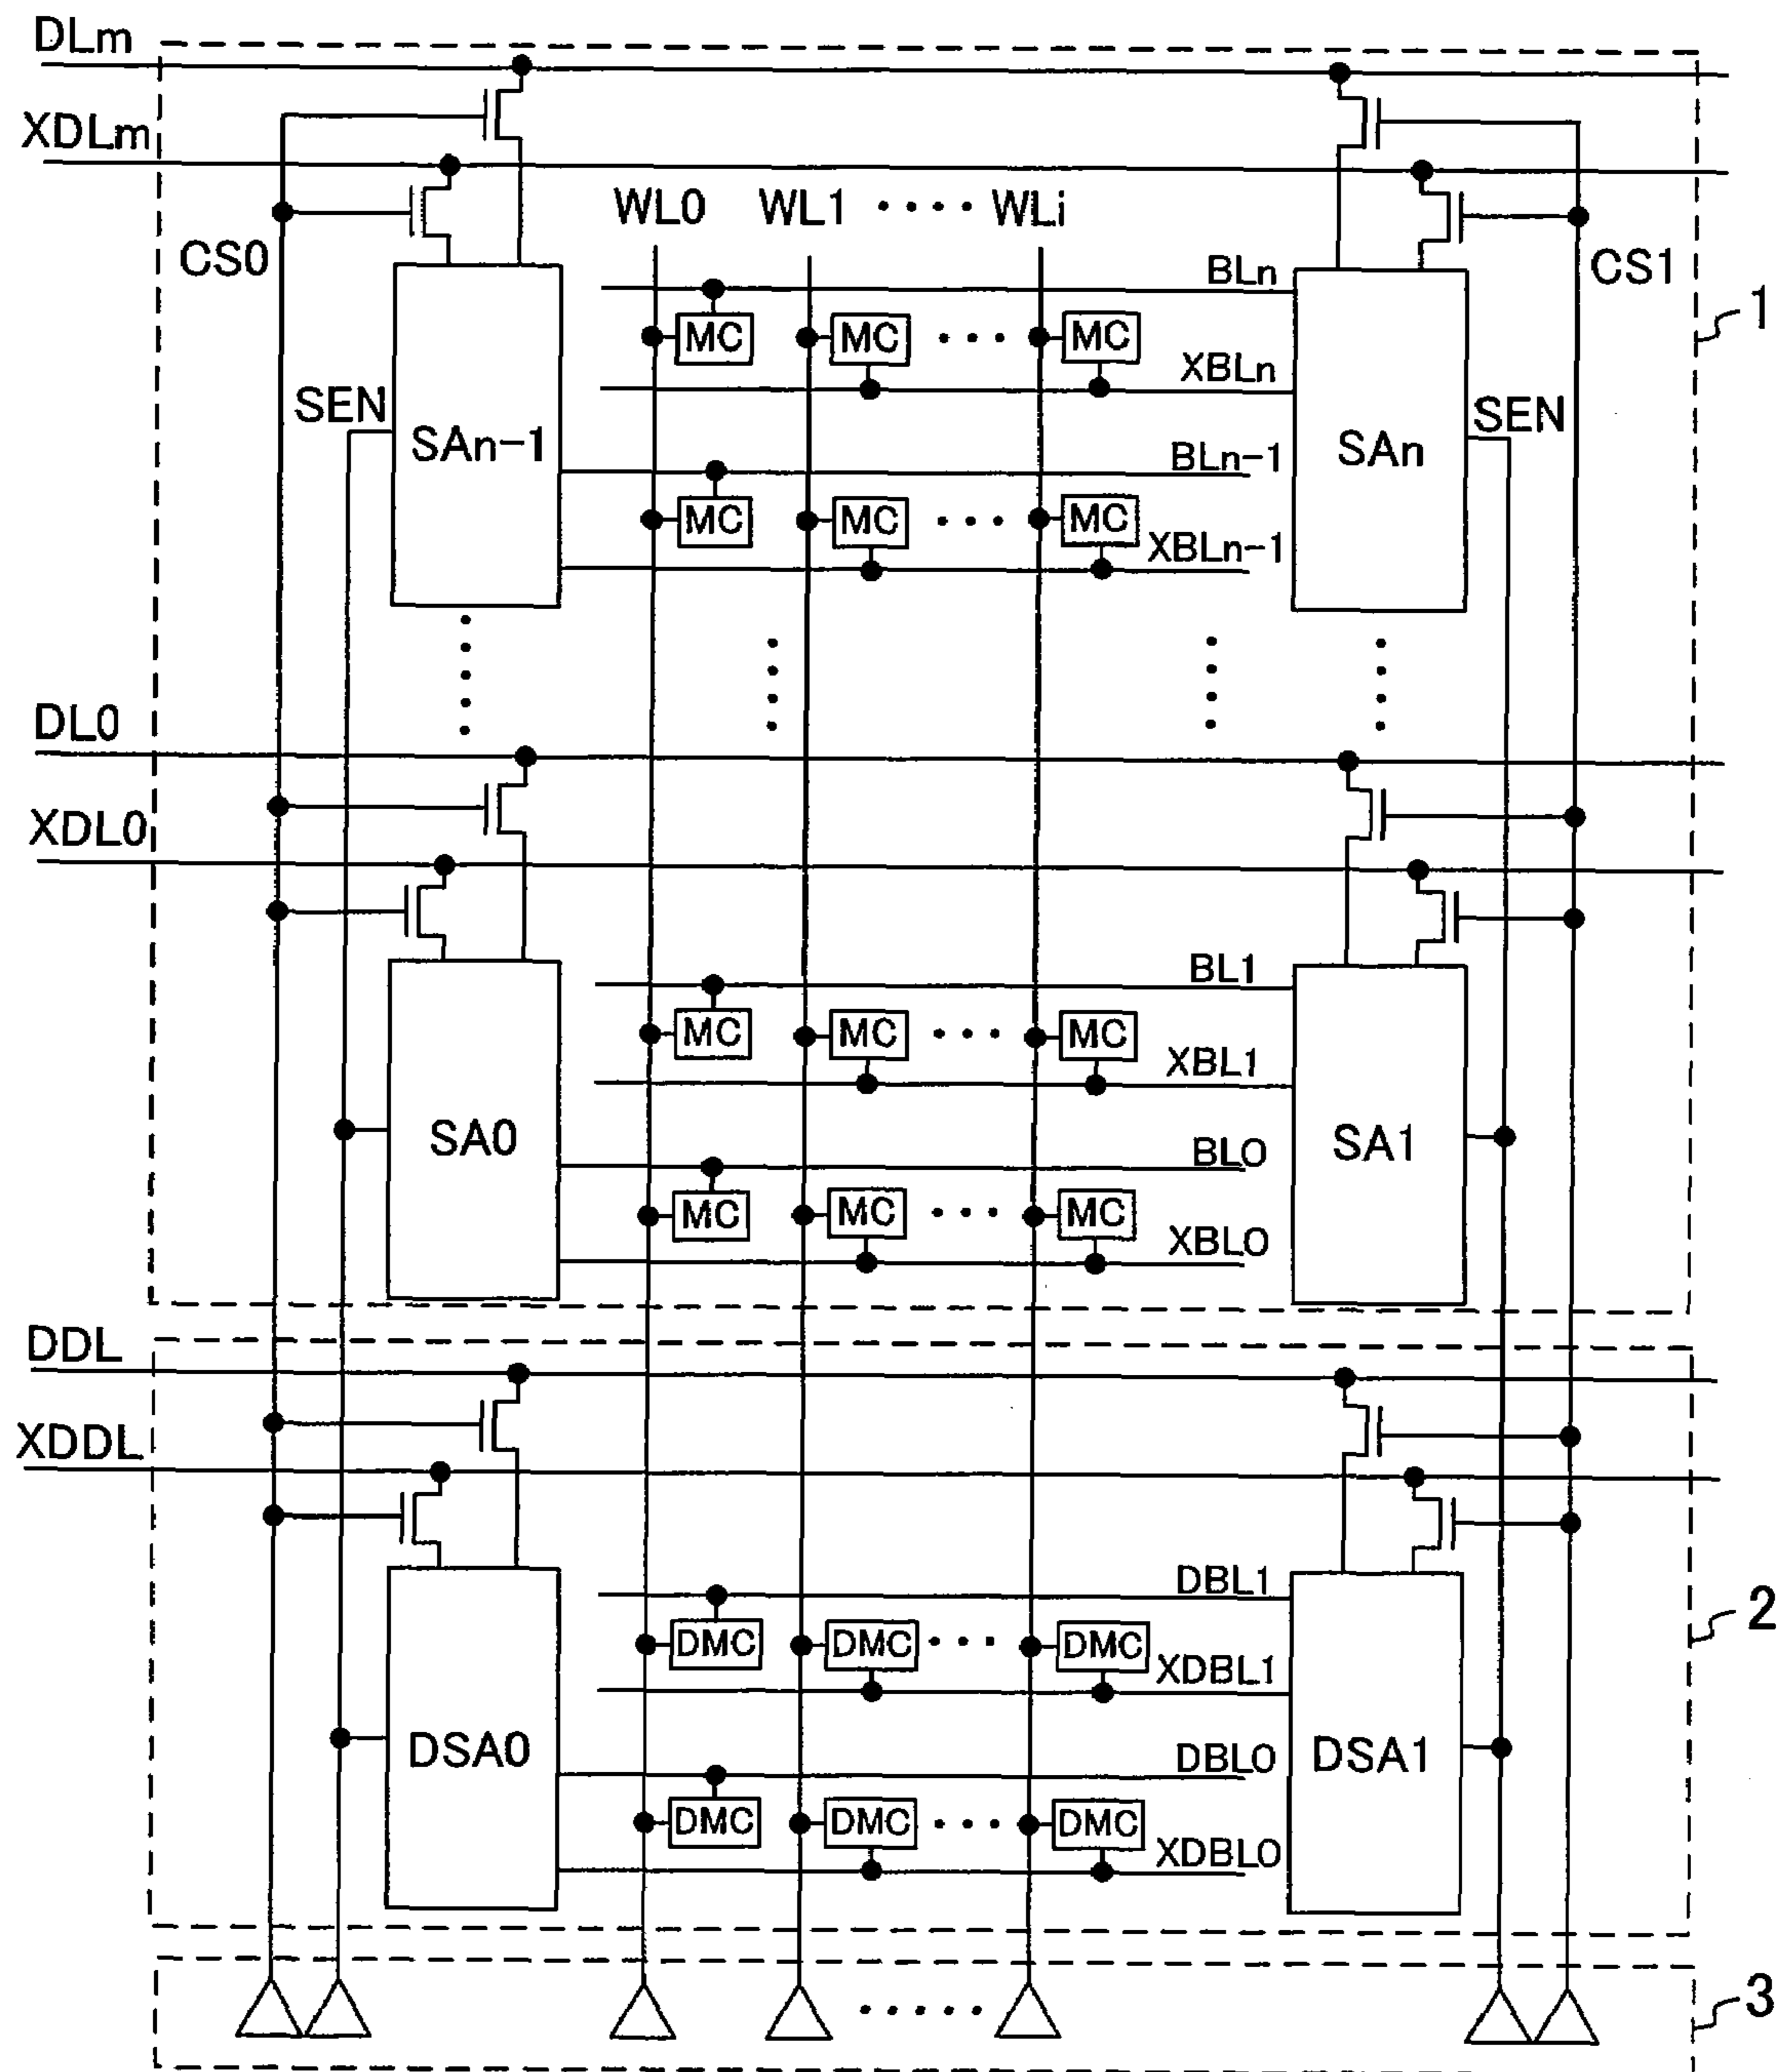 DLm
XDLm
WL0 WL1 ···· WLi
CS0 CS1
BLn
1
MC MC ··· MC
XBLn
SEN SEN
SAn-1 SAn
BLn-1
MC MC ··· MC
XBLn-1
DL0
XDL0
BL1
MC MC ··· MC
XBL1
SA0 SA1
BL0
MC MC ··· MC
XBL0
DDL
XDDL
DBL1
2
DMC DMC ··· DMC
XDBL1
DSA0 DSA1
DBL0
DMC DMC ··· DMC
XDBL0
·····
3